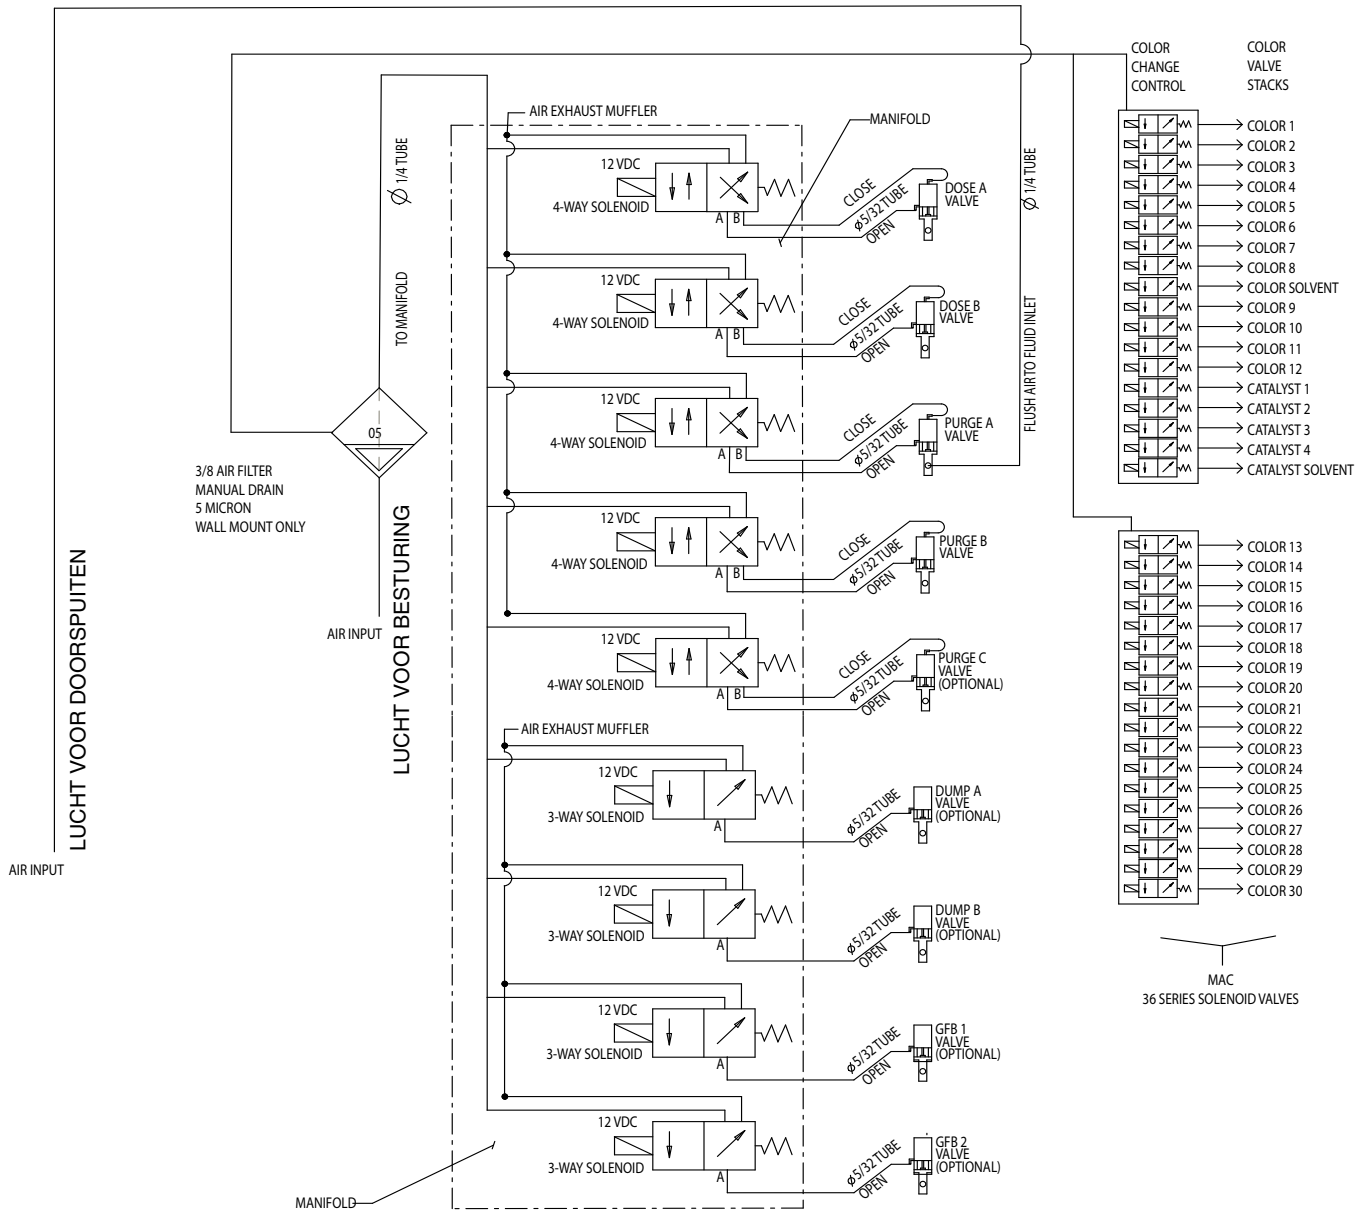 COLOR
CHANGE
CONTROL
COLOR
VALVE
STACKS
AIR EXHAUST MUFFLER
MANIFOLD
Ø 1/4 TUBE
TO MANIFOLD
05
3/8 AIR FILTER
MANUAL DRAIN
5 MICRON
WALL MOUNT ONLY
LUCHT VOOR DOORSPUITEN
AIR INPUT
LUCHT VOOR BESTURING
AIR INPUT
12 VDC
4-WAY SOLENOID
A B
CLOSE
Ø5/32 TUBE
OPEN
DOSE A
VALVE
12 VDC
4-WAY SOLENOID
A B
CLOSE
Ø5/32 TUBE
OPEN
DOSE B
VALVE
12 VDC
4-WAY SOLENOID
A B
CLOSE
Ø5/32 TUBE
OPEN
PURGE A
VALVE
12 VDC
4-WAY SOLENOID
A B
CLOSE
Ø5/32 TUBE
OPEN
PURGE B
VALVE
12 VDC
4-WAY SOLENOID
A B
CLOSE
Ø5/32 TUBE
OPEN
PURGE C
VALVE
(OPTIONAL)
AIR EXHAUST MUFFLER
12 VDC
3-WAY SOLENOID
A
Ø5/32 TUBE
OPEN
DUMP A
VALVE
(OPTIONAL)
12 VDC
3-WAY SOLENOID
A
Ø5/32 TUBE
OPEN
DUMP B
VALVE
(OPTIONAL)
12 VDC
3-WAY SOLENOID
A
Ø5/32 TUBE
OPEN
GFB 1
VALVE
(OPTIONAL)
12 VDC
3-WAY SOLENOID
A
Ø5/32 TUBE
OPEN
GFB 2
VALVE
(OPTIONAL)
MANIFOLD
Ø 1/4 TUBE
FLUSH AIR TO FLUID INLET
COLOR 1
COLOR 2
COLOR 3
COLOR 4
COLOR 5
COLOR 6
COLOR 7
COLOR 8
COLOR SOLVENT
COLOR 9
COLOR 10
COLOR 11
COLOR 12
CATALYST 1
CATALYST 2
CATALYST 3
CATALYST 4
CATALYST SOLVENT
COLOR 13
COLOR 14
COLOR 15
COLOR 16
COLOR 17
COLOR 18
COLOR 19
COLOR 20
COLOR 21
COLOR 22
COLOR 23
COLOR 24
COLOR 25
COLOR 26
COLOR 27
COLOR 28
COLOR 29
COLOR 30
MAC
36 SERIES SOLENOID VALVES